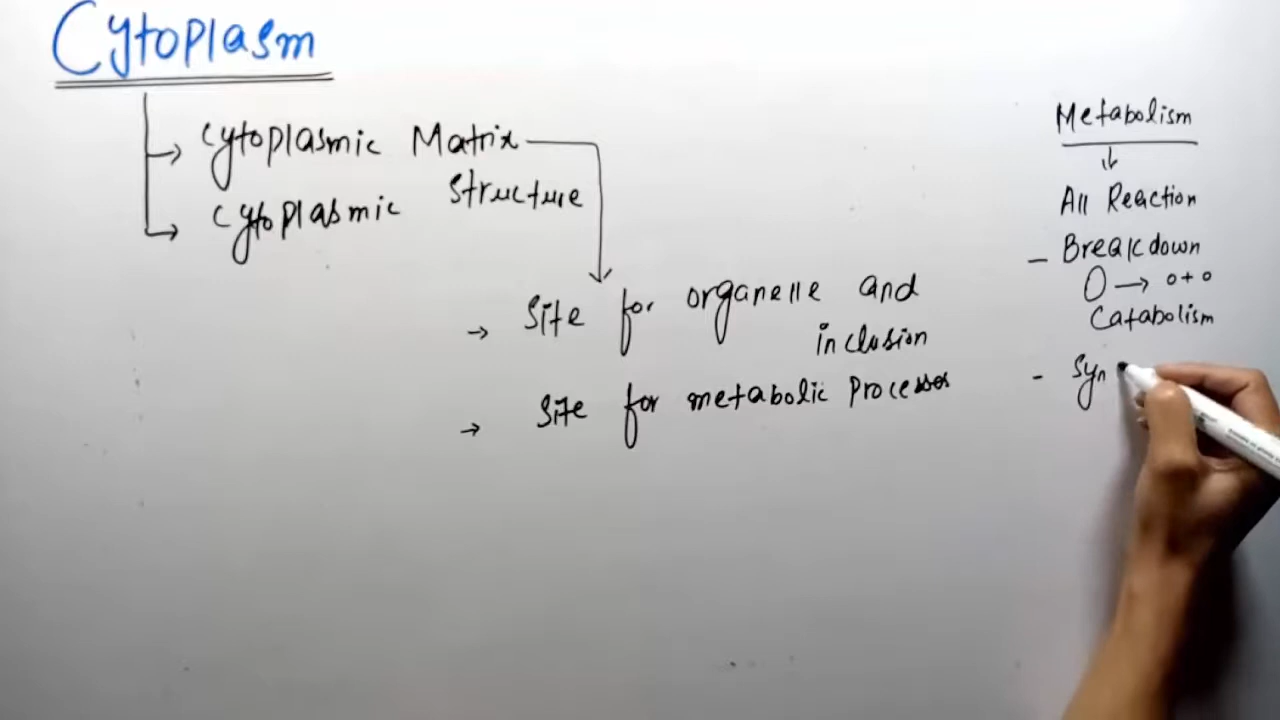 Cytoplasm
→ Cytoplasmic Matrix
→ Cytoplasmic Structure
→ Site for organelle and
inclusion
→ Site for metabolic Processes
Metabolism
↓
All Reaction
- Breakdown
O → o + o
Catabolism
- Syn